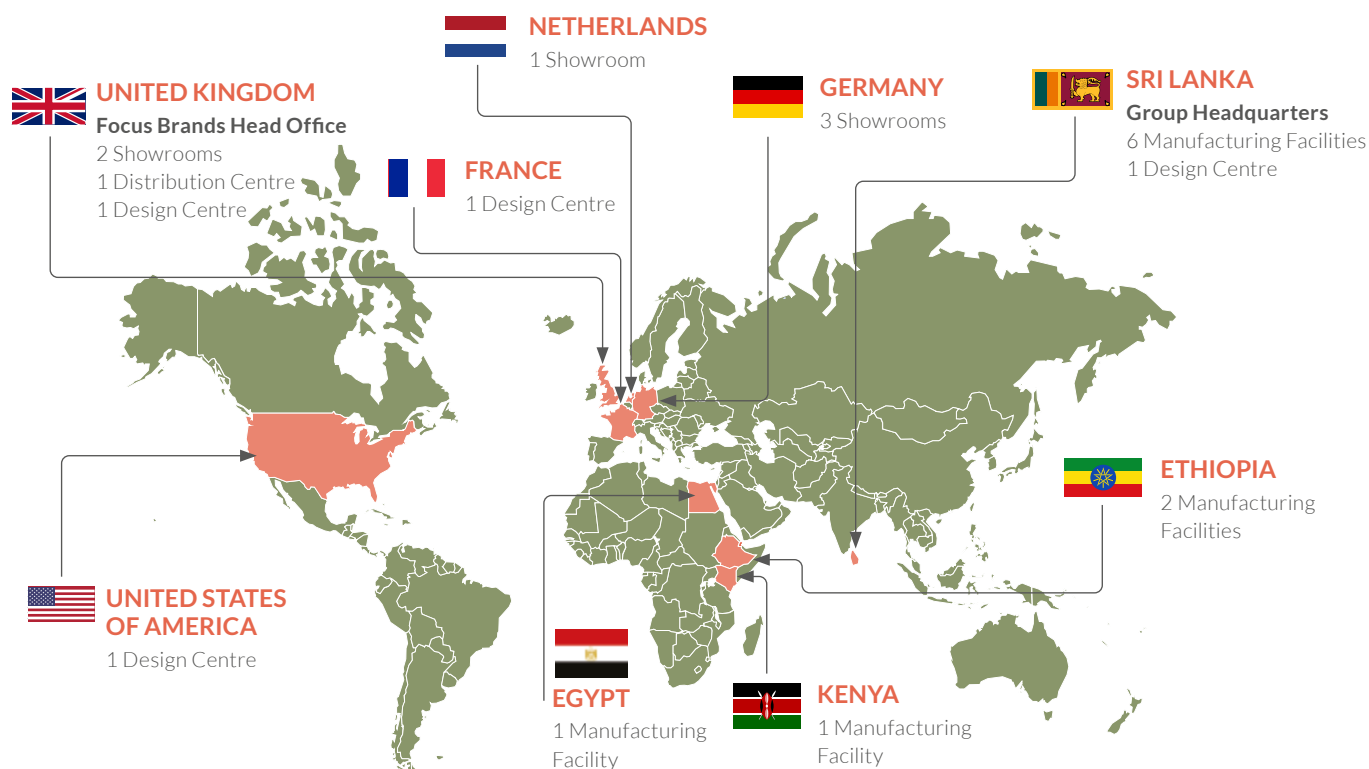 NETHERLANDS
1 Showroom
UNITED KINGDOM
Focus Brands Head Office
2 Showrooms
1 Distribution Centre
1 Design Centre
FRANCE
1 Design Centre
GERMANY
3 Showrooms
SRI LANKA
Group Headquarters
6 Manufacturing Facilities
1 Design Centre
ETHIOPIA
2 Manufacturing
Facilities
UNITED STATES
OF AMERICA
1 Design Centre
EGYPT
1 Manufacturing
Facility
KENYA
1 Manufacturing
Facility